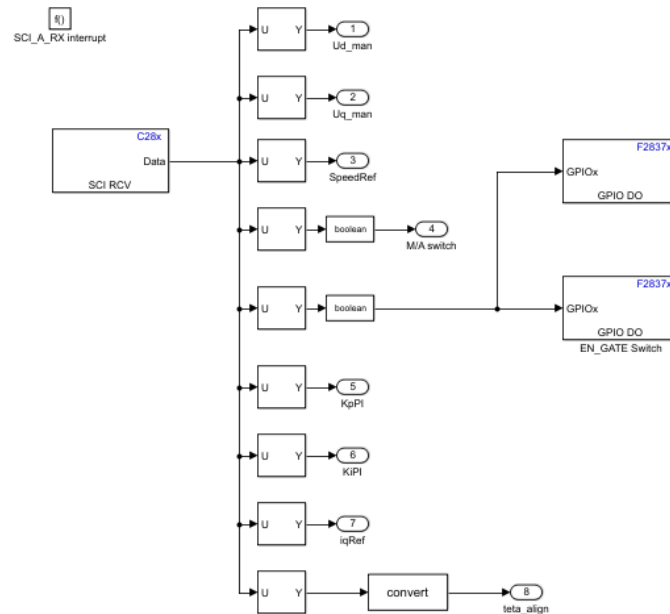 f()
SCI_A_RX interrupt
U Y
1
Ud_man
U Y
2
Uq_man
C28x
Data
SCI RCV
U Y
3
SpeedRef
F2837x
GPIOx
GPIO DO
U Y
boolean
4
M/A switch
U Y
boolean
F2837x
GPIOx
GPIO DO
EN_GATE Switch
U Y
5
KpPI
U Y
6
KiPI
U Y
7
iqRef
U Y
convert
8
teta_align